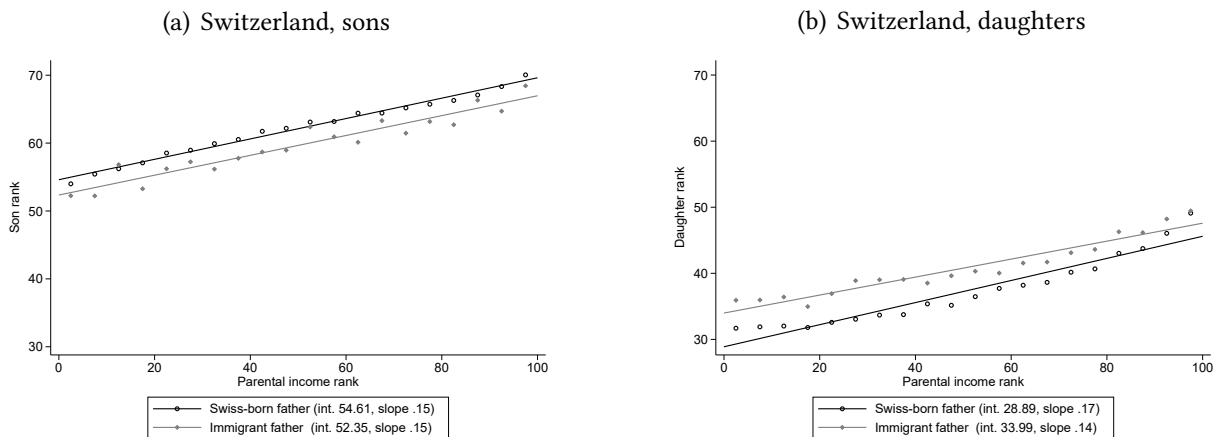 (a) Switzerland, sons
70
60
50
40
30
Son rank
0 20 40 60 80 100
Parental income rank
Swiss-born father (int. 54.61, slope .15)
Immigrant father (int. 52.35, slope .15)
(b) Switzerland, daughters
70
60
50
40
30
Daughter rank
0 20 40 60 80 100
Parental income rank
Swiss-born father (int. 28.89, slope .17)
Immigrant father (int. 33.99, slope .14)